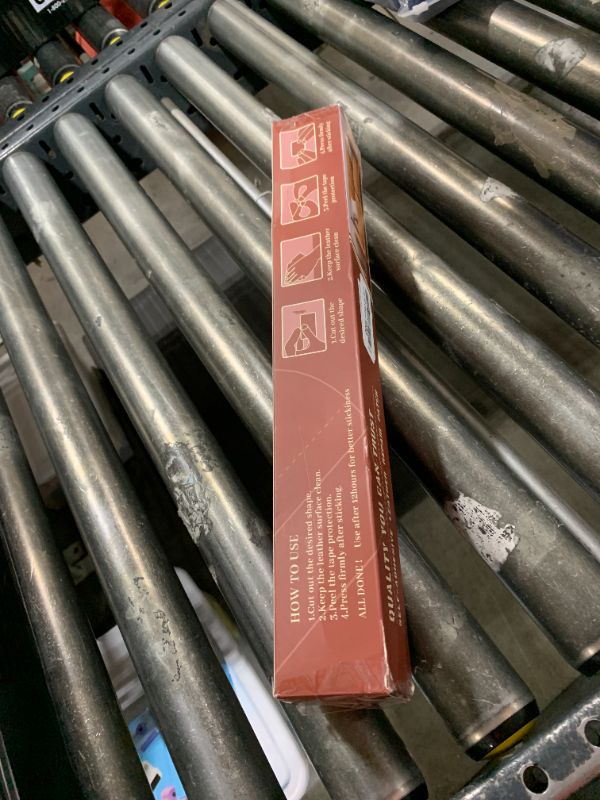 HOW TO USE
1.Cut out the desired shape.
2.Keep the leather surface clean.
3.Peel the tape protection.
4.Press firmly after sticking.
ALL DONE! Use after 12hours for better stickiness
1.Cut out the
desired shape
2.Keep the leather
surface clean
3.Peel the tape
protection
4.Press firmly
after sticking
QUALITY YOU CAN TRUST